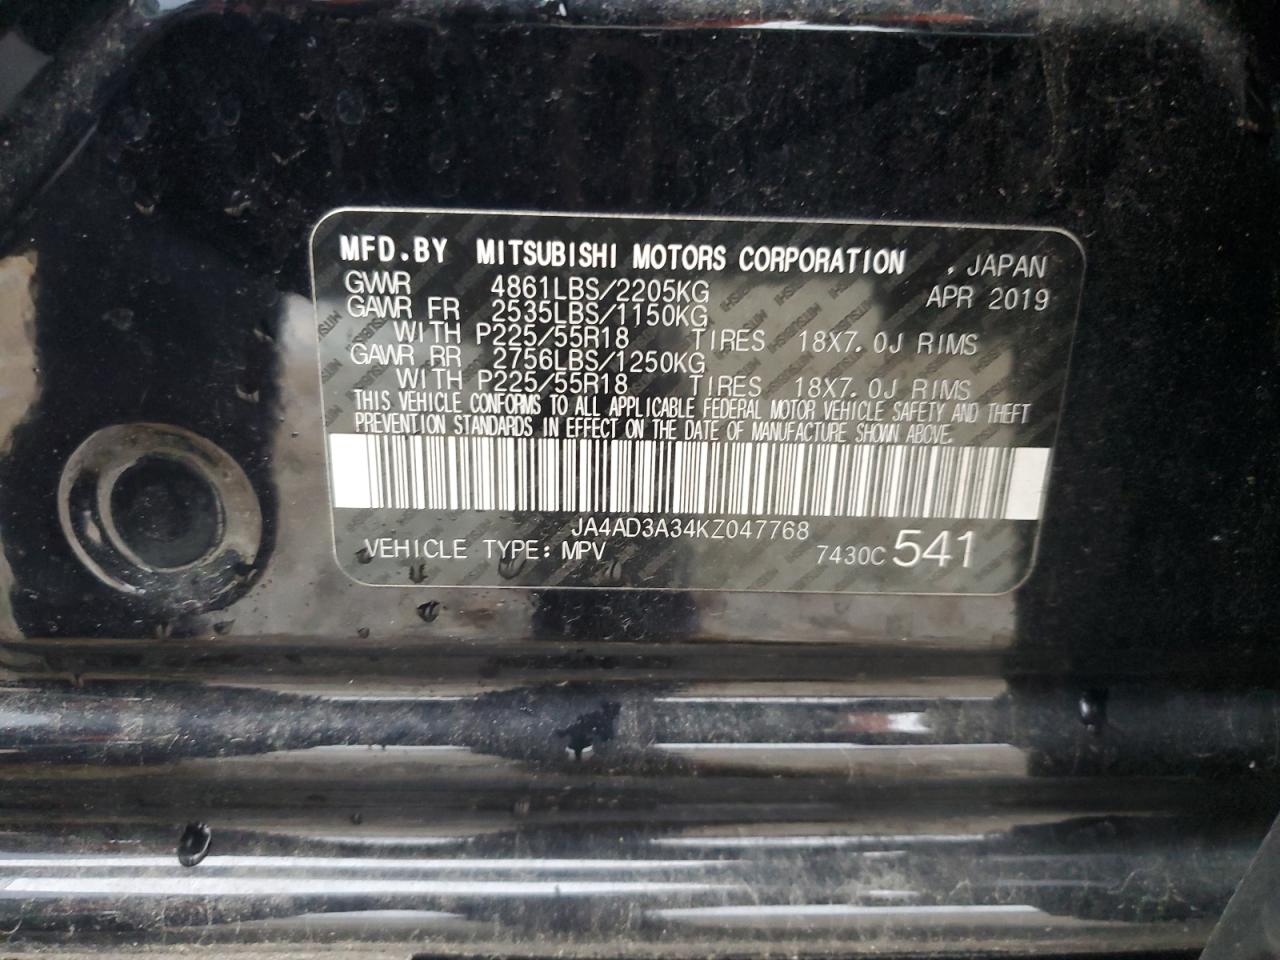 MFD.BY MITSUBISHI MOTORS CORPORATION , JAPAN
GVWR 4861LBS/2205KG APR 2019
GAWR FR 2535LBS/1150KG
WITH P225/55R18 TIRES 18X7.0J RIMS
GAWR RR 2756LBS/1250KG
WITH P225/55R18 TIRES 18X7.0J RIMS
THIS VEHICLE CONFORMS TO ALL APPLICABLE FEDERAL MOTOR VEHICLE SAFETY AND THEFT
PREVENTION STANDARDS IN EFFECT ON THE DATE OF MANUFACTURE SHOWN ABOVE.
JA4AD3A34KZ047768
VEHICLE TYPE: MPV 7430C 541